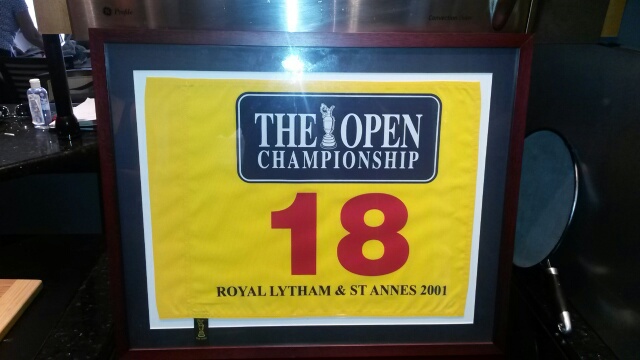 THE OPEN
CHAMPIONSHIP
18
ROYAL LYTHAM & ST ANNES 2001